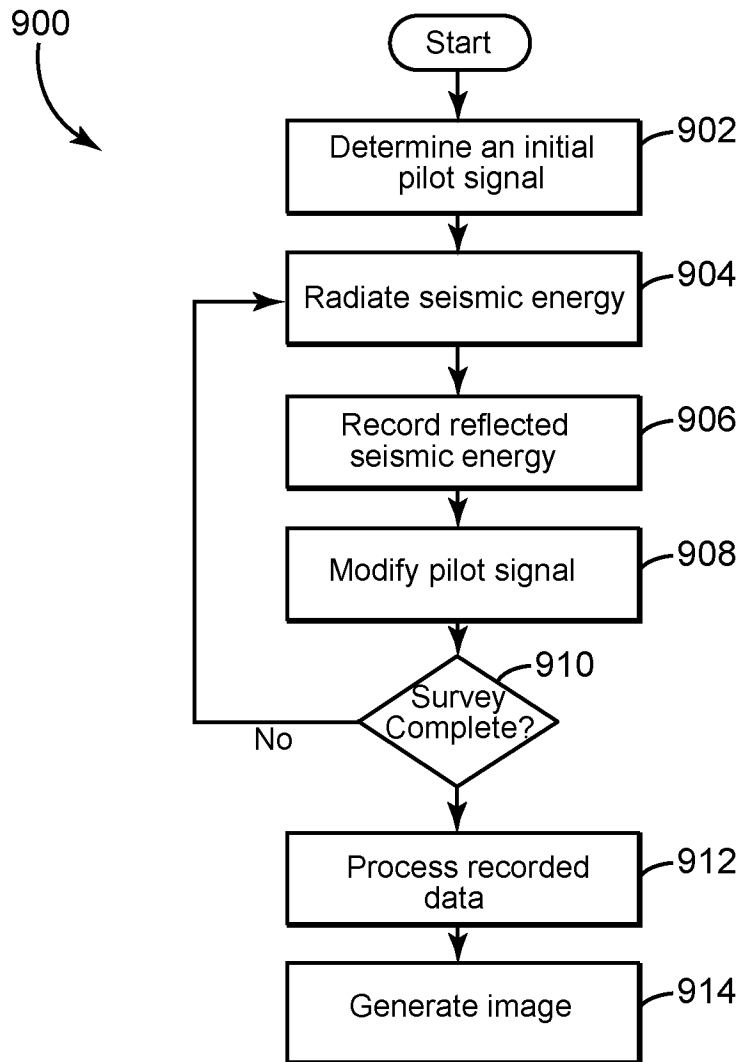 900
Start
Determine an initial
pilot signal
902
Radiate seismic energy
904
Record reflected
seismic energy
906
Modify pilot signal
908
Survey
Complete?
910
No
Process recorded
data
912
Generate image
914